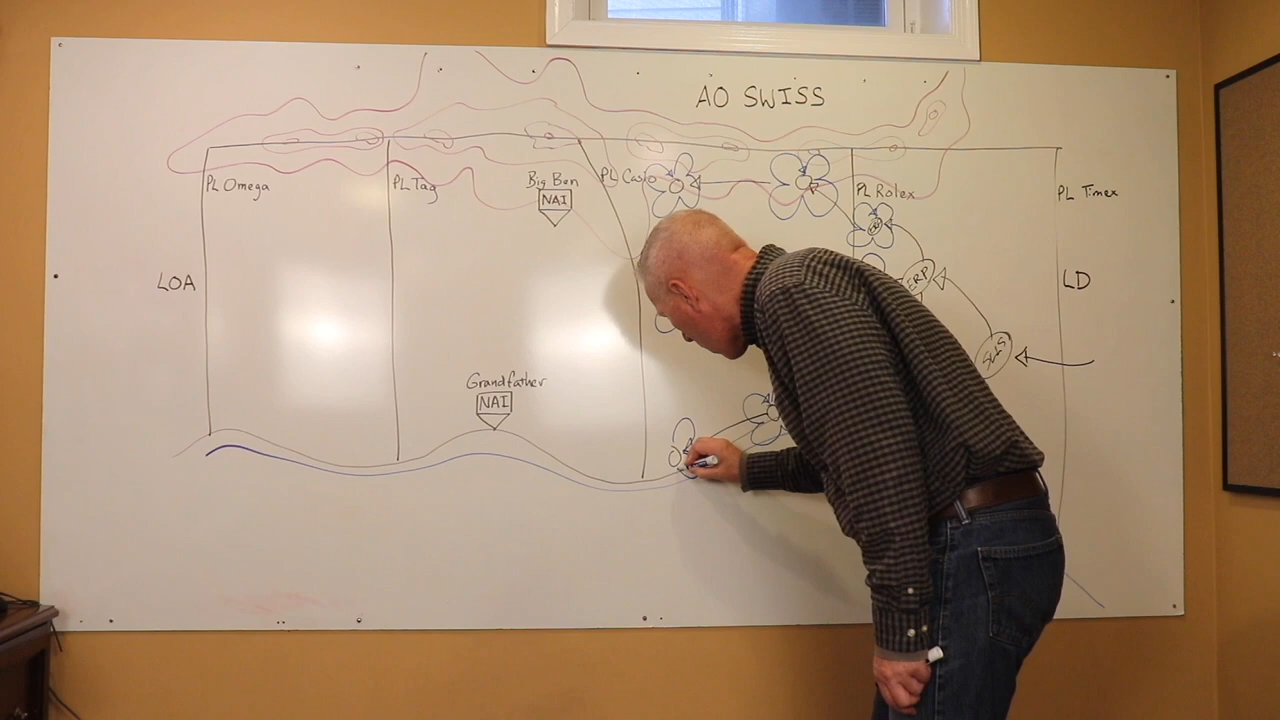 AO SWISS
PL Omega
PL Tag
Big Ben
NAI
PL Casio
PL Rolex
PL Timex
LOA
ERP
LD
Grandfather
NAI